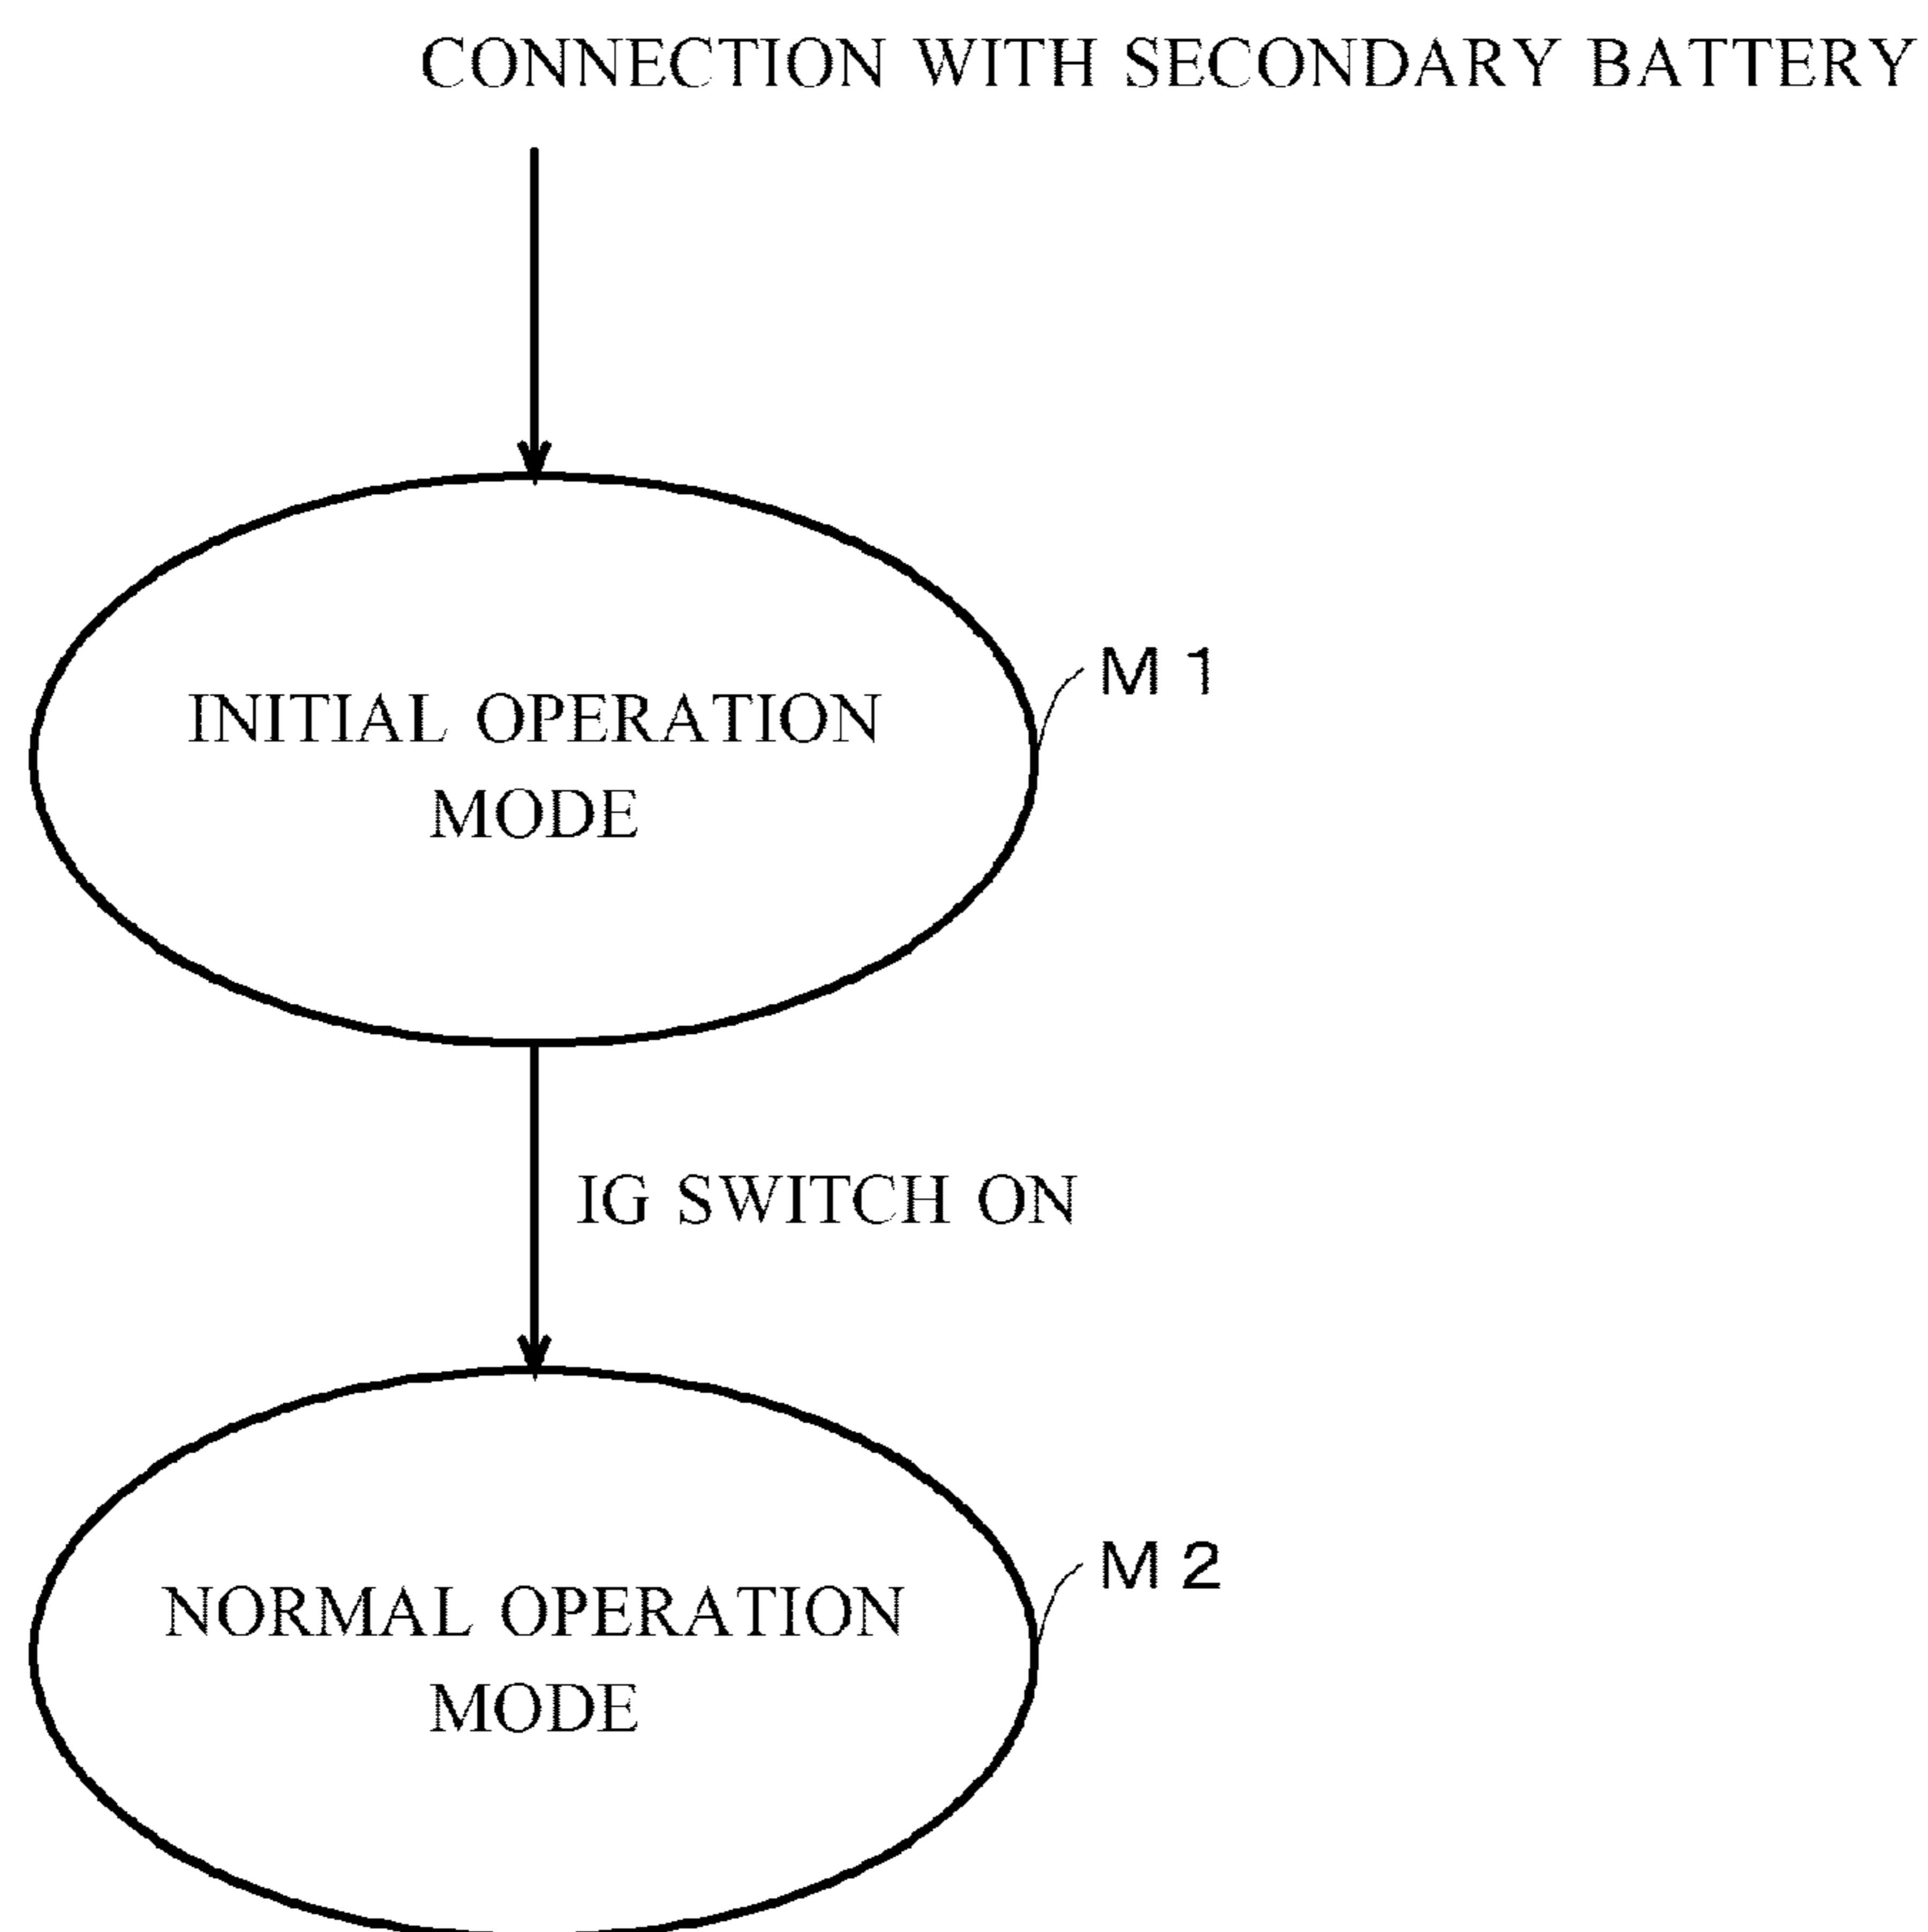 CONNECTION WITH SECONDARY BATTERY
M1
INITIAL OPERATION
MODE
IG SWITCH ON
M2
NORMAL OPERATION
MODE